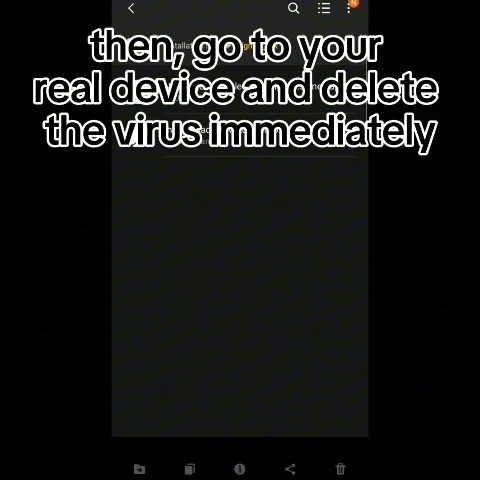 then, go to your
real device and delete
the virus immediately
N